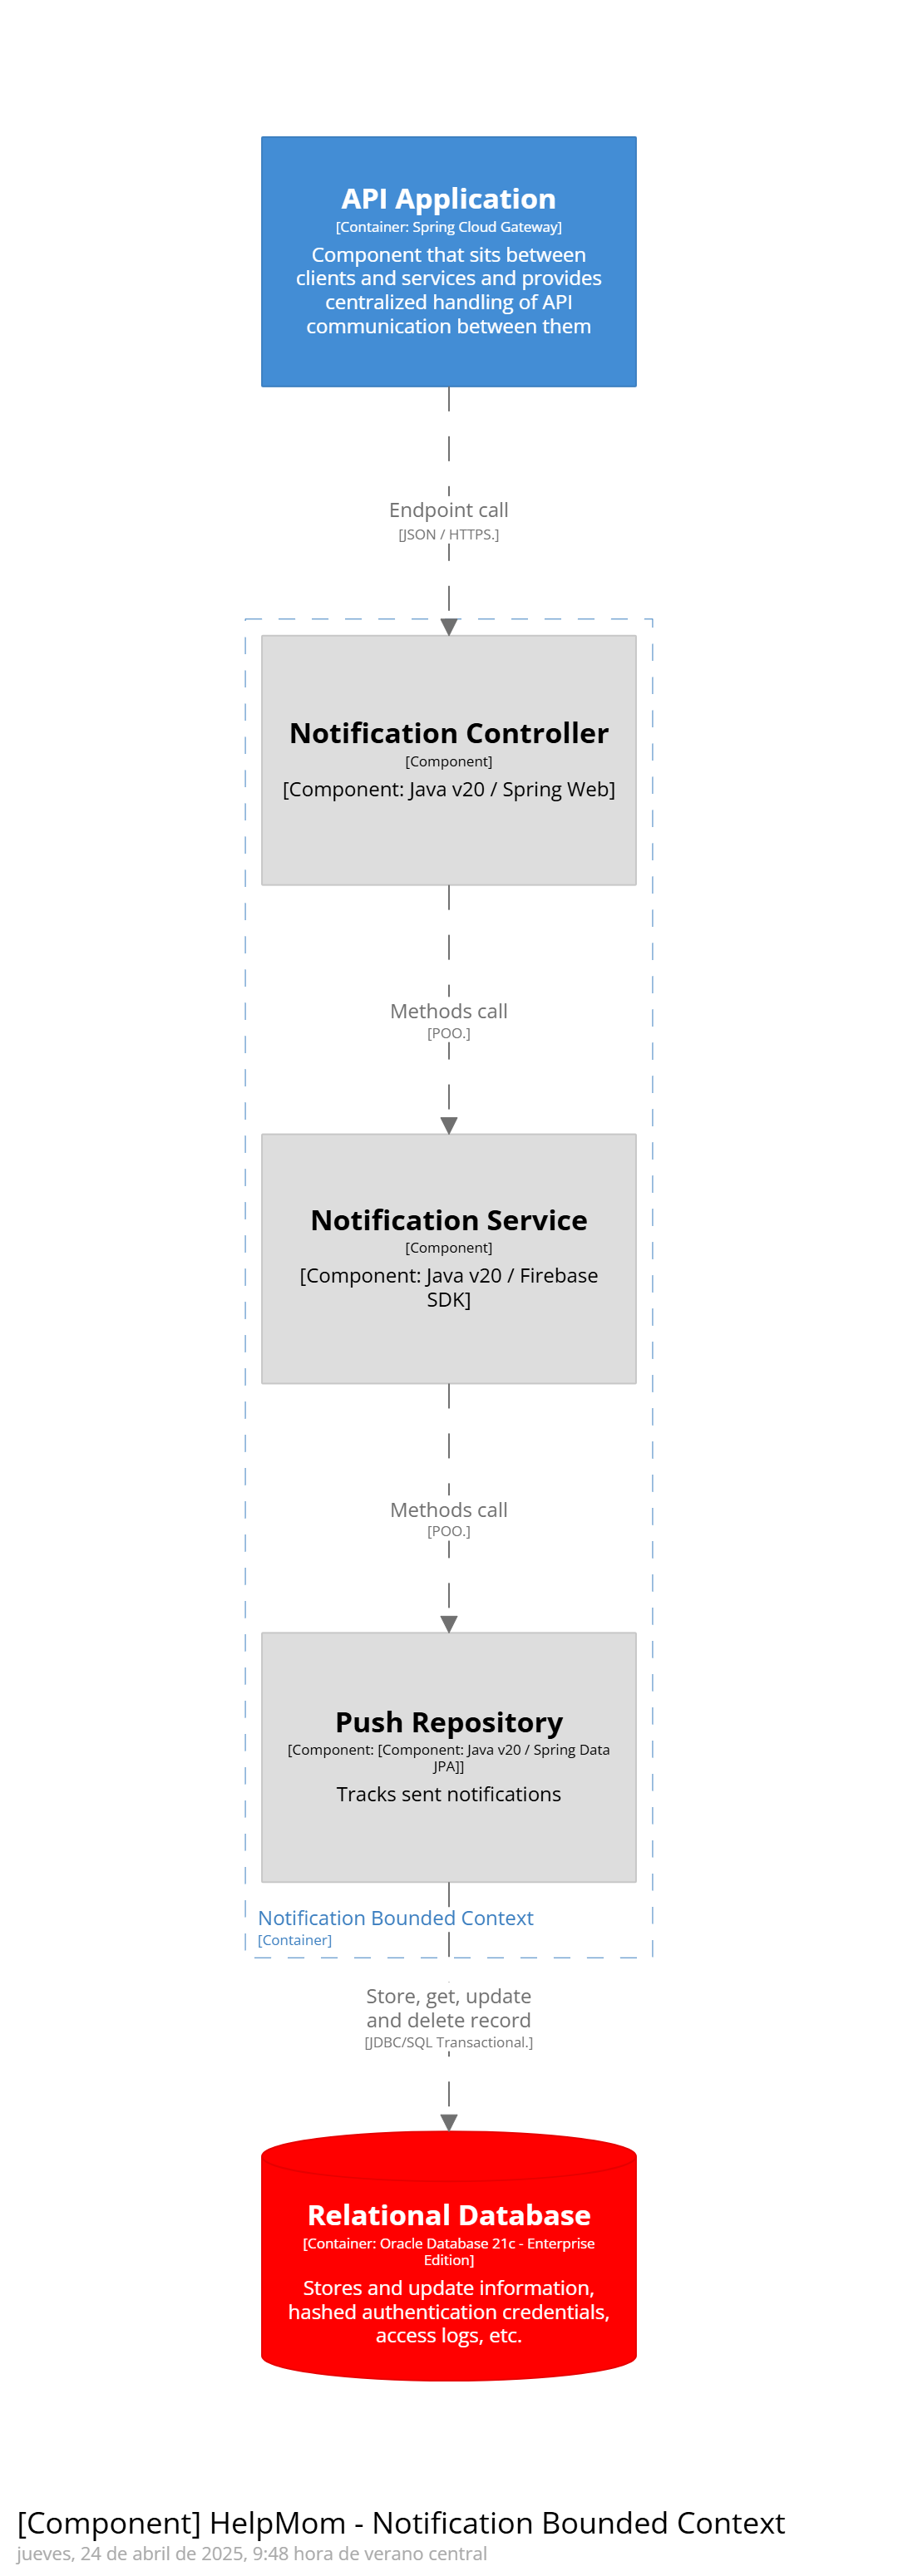 API Application
[Container: Spring Cloud Gateway]
Component that sits between
clients and services and provides
centralized handling of API
communication between them
Endpoint call
[JSON / HTTPS.]
Notification Controller
[Component]
[Component: Java v20 / Spring Web]
Methods call
[POO.]
Notification Service
[Component]
[Component: Java v20 / Firebase
SDK]
Methods call
[POO.]
Push Repository
[Component: [Component: Java v20 / Spring Data
JPA]]
Tracks sent notifications
Notification Bounded Context
[Container]
Store, get, update
and delete record
[JDBC/SQL Transactional.]
Relational Database
[Container: Oracle Database 21c - Enterprise
Edition]
Stores and update information,
hashed authentication credentials,
access logs, etc.
[Component] HelpMom - Notification Bounded Context
jueves, 24 de abril de 2025, 9:48 hora de verano central